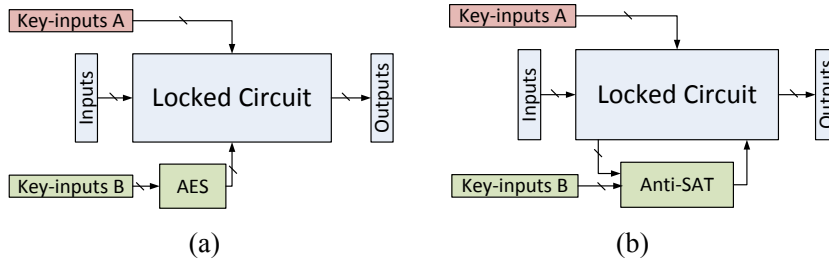 Key-inputs A
Inputs
Locked Circuit
Outputs
Key-inputs B
AES
(a)
Key-inputs A
Inputs
Locked Circuit
Outputs
Key-inputs B
Anti-SAT
(b)